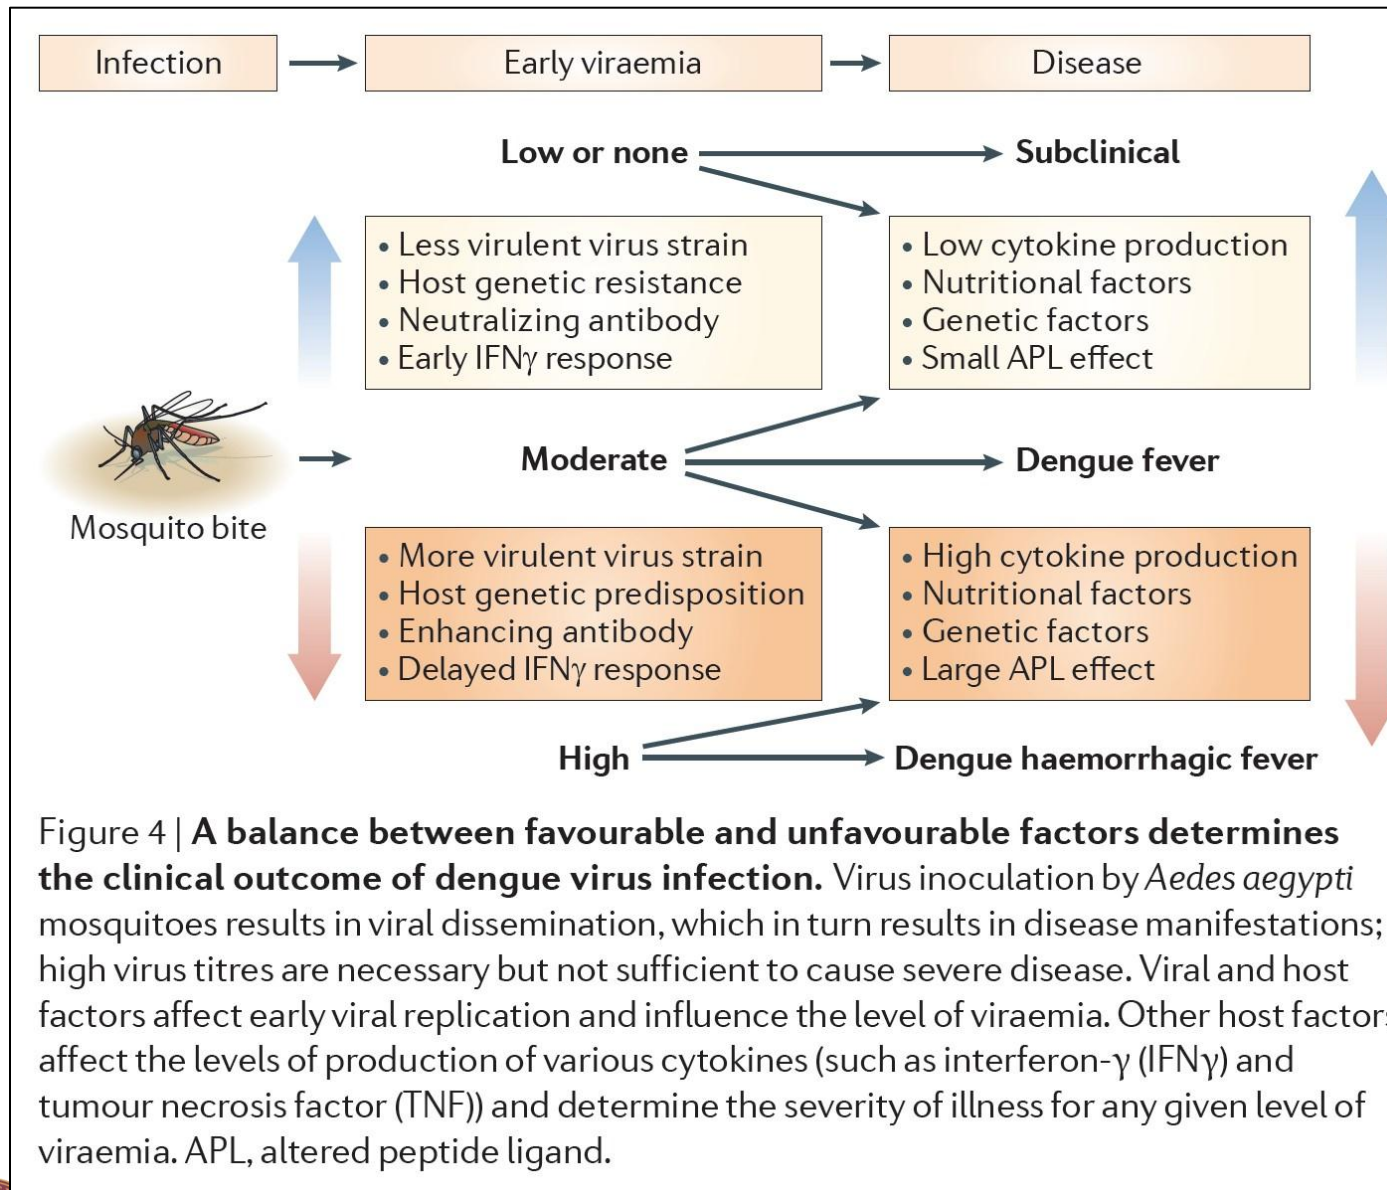 Infection
Early viraemia
Disease
Low or none
Subclinical
• Less virulent virus strain
• Host genetic resistance
• Neutralizing antibody
• Early IFNγ response
• Low cytokine production
• Nutritional factors
• Genetic factors
• Small APL effect
Mosquito bite
Moderate
Dengue fever
• More virulent virus strain
• Host genetic predisposition
• Enhancing antibody
• Delayed IFNγ response
• High cytokine production
• Nutritional factors
• Genetic factors
• Large APL effect
High
Dengue haemorrhagic fever
Figure 4 | A balance between favourable and unfavourable factors determines
the clinical outcome of dengue virus infection. Virus inoculation by Aedes aegypti
mosquitoes results in viral dissemination, which in turn results in disease manifestations;
high virus titres are necessary but not sufficient to cause severe disease. Viral and host
factors affect early viral replication and influence the level of viraemia. Other host factors
affect the levels of production of various cytokines (such as interferon-γ (IFNγ) and
tumour necrosis factor (TNF)) and determine the severity of illness for any given level of
viraemia. APL, altered peptide ligand.